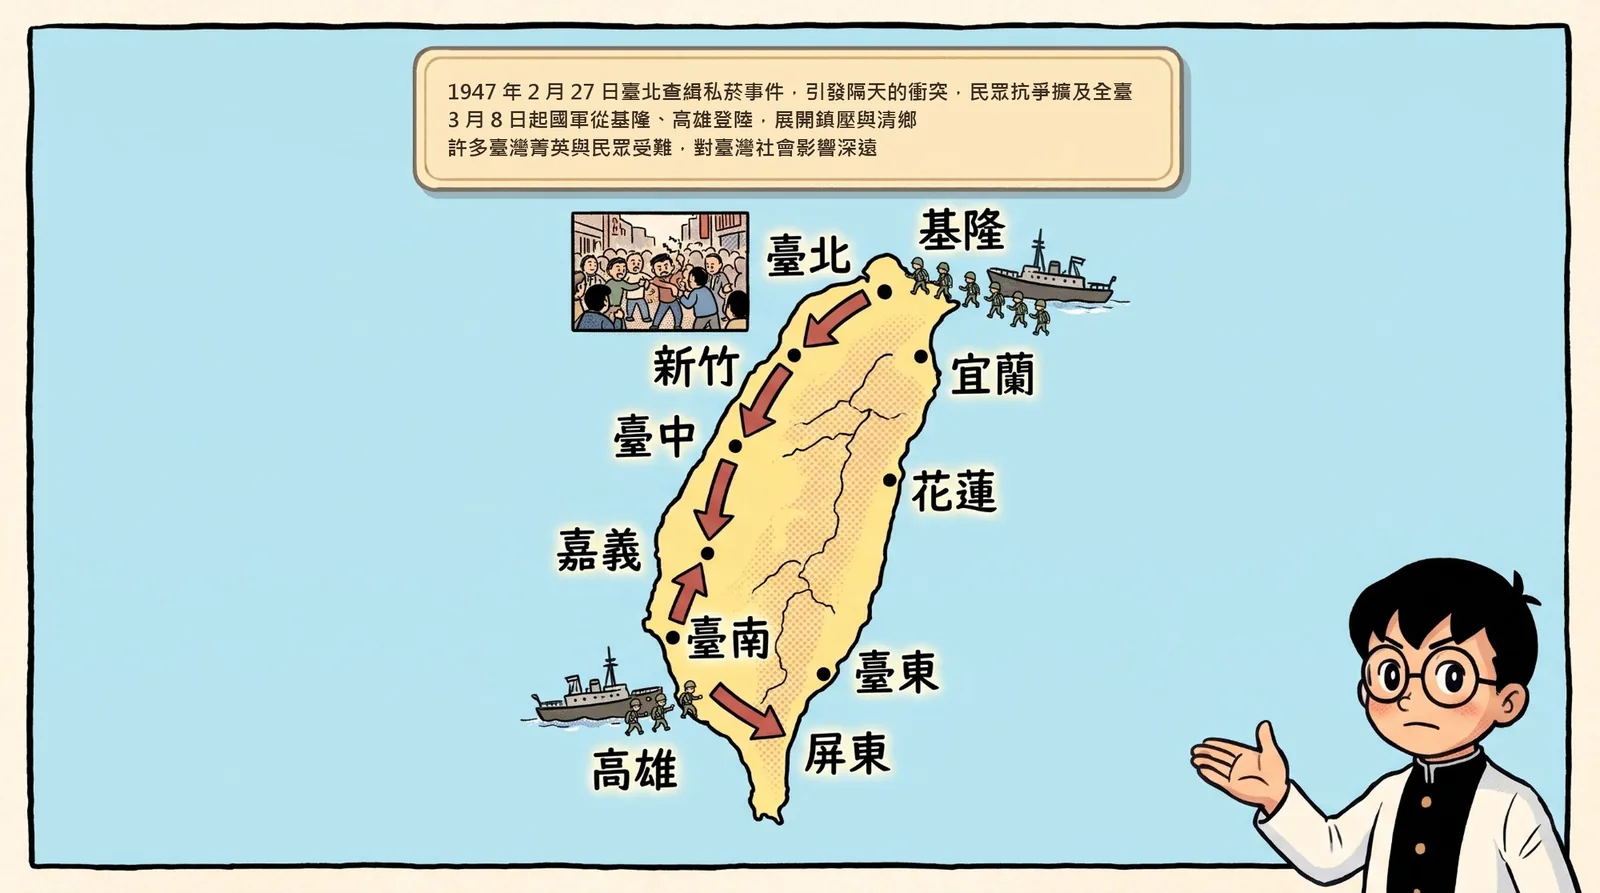 1947 年 2 月 27 日臺北查緝私菸事件，引發隔天的衝突，民眾抗爭擴及全臺
3 月 8 日起國軍從基隆、高雄登陸，展開鎮壓與清鄉
許多臺灣菁英與民眾受難，對臺灣社會影響深遠
基隆
臺北
新竹
宜蘭
臺中
花蓮
嘉義
臺南
臺東
屏東
高雄